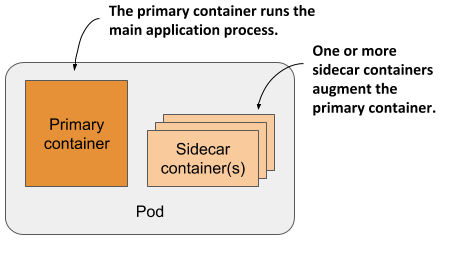 The primary container runs the
main application process.
One or more
sidecar containers
augment the
primary container.
Primary
container
Sidecar
container(s)
Pod